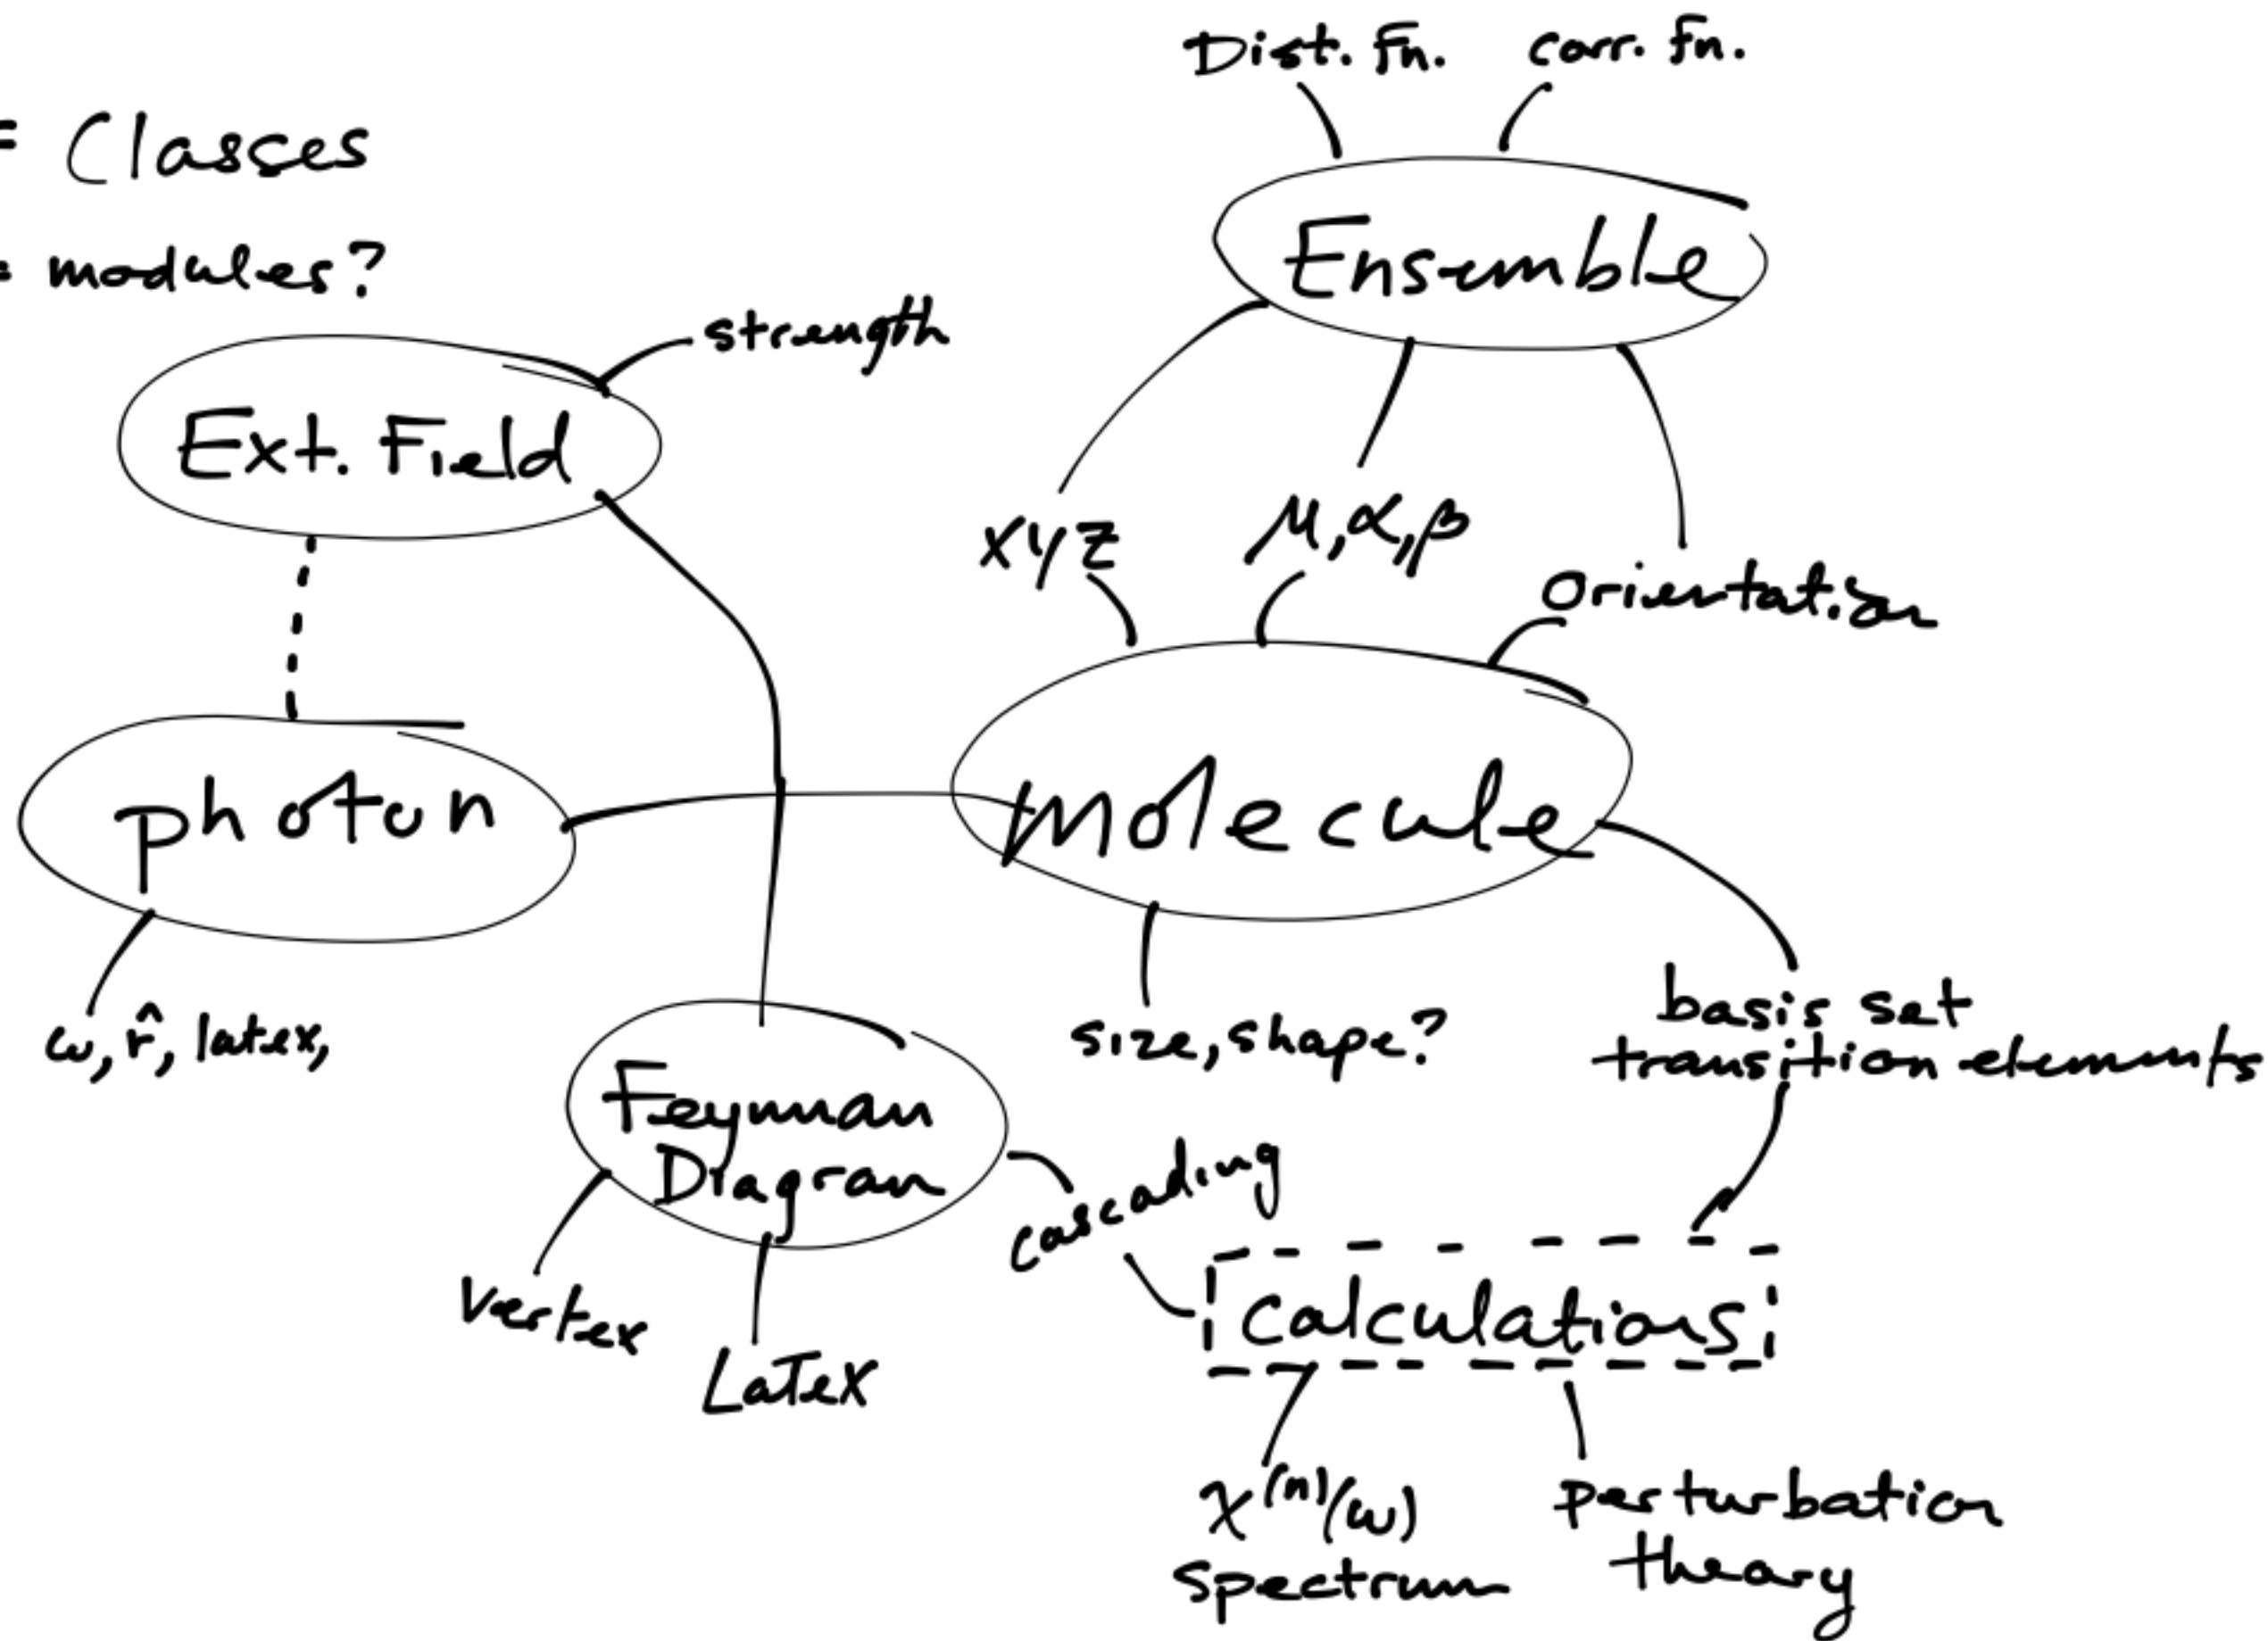 = Classes
= modules?
Dist. Fn.
corr. fn.
Ensemble
strength
Ext. Field
xyz
μ, α, β
orientation
photon
molecule
ω, r̂, latex,
size, shape?
basis set
transition elements
Feynman
Diagram
cascading
vertex
LaTeX
calculations
χ⁽ⁿ⁾(ω)
spectrum
perturbation
theory